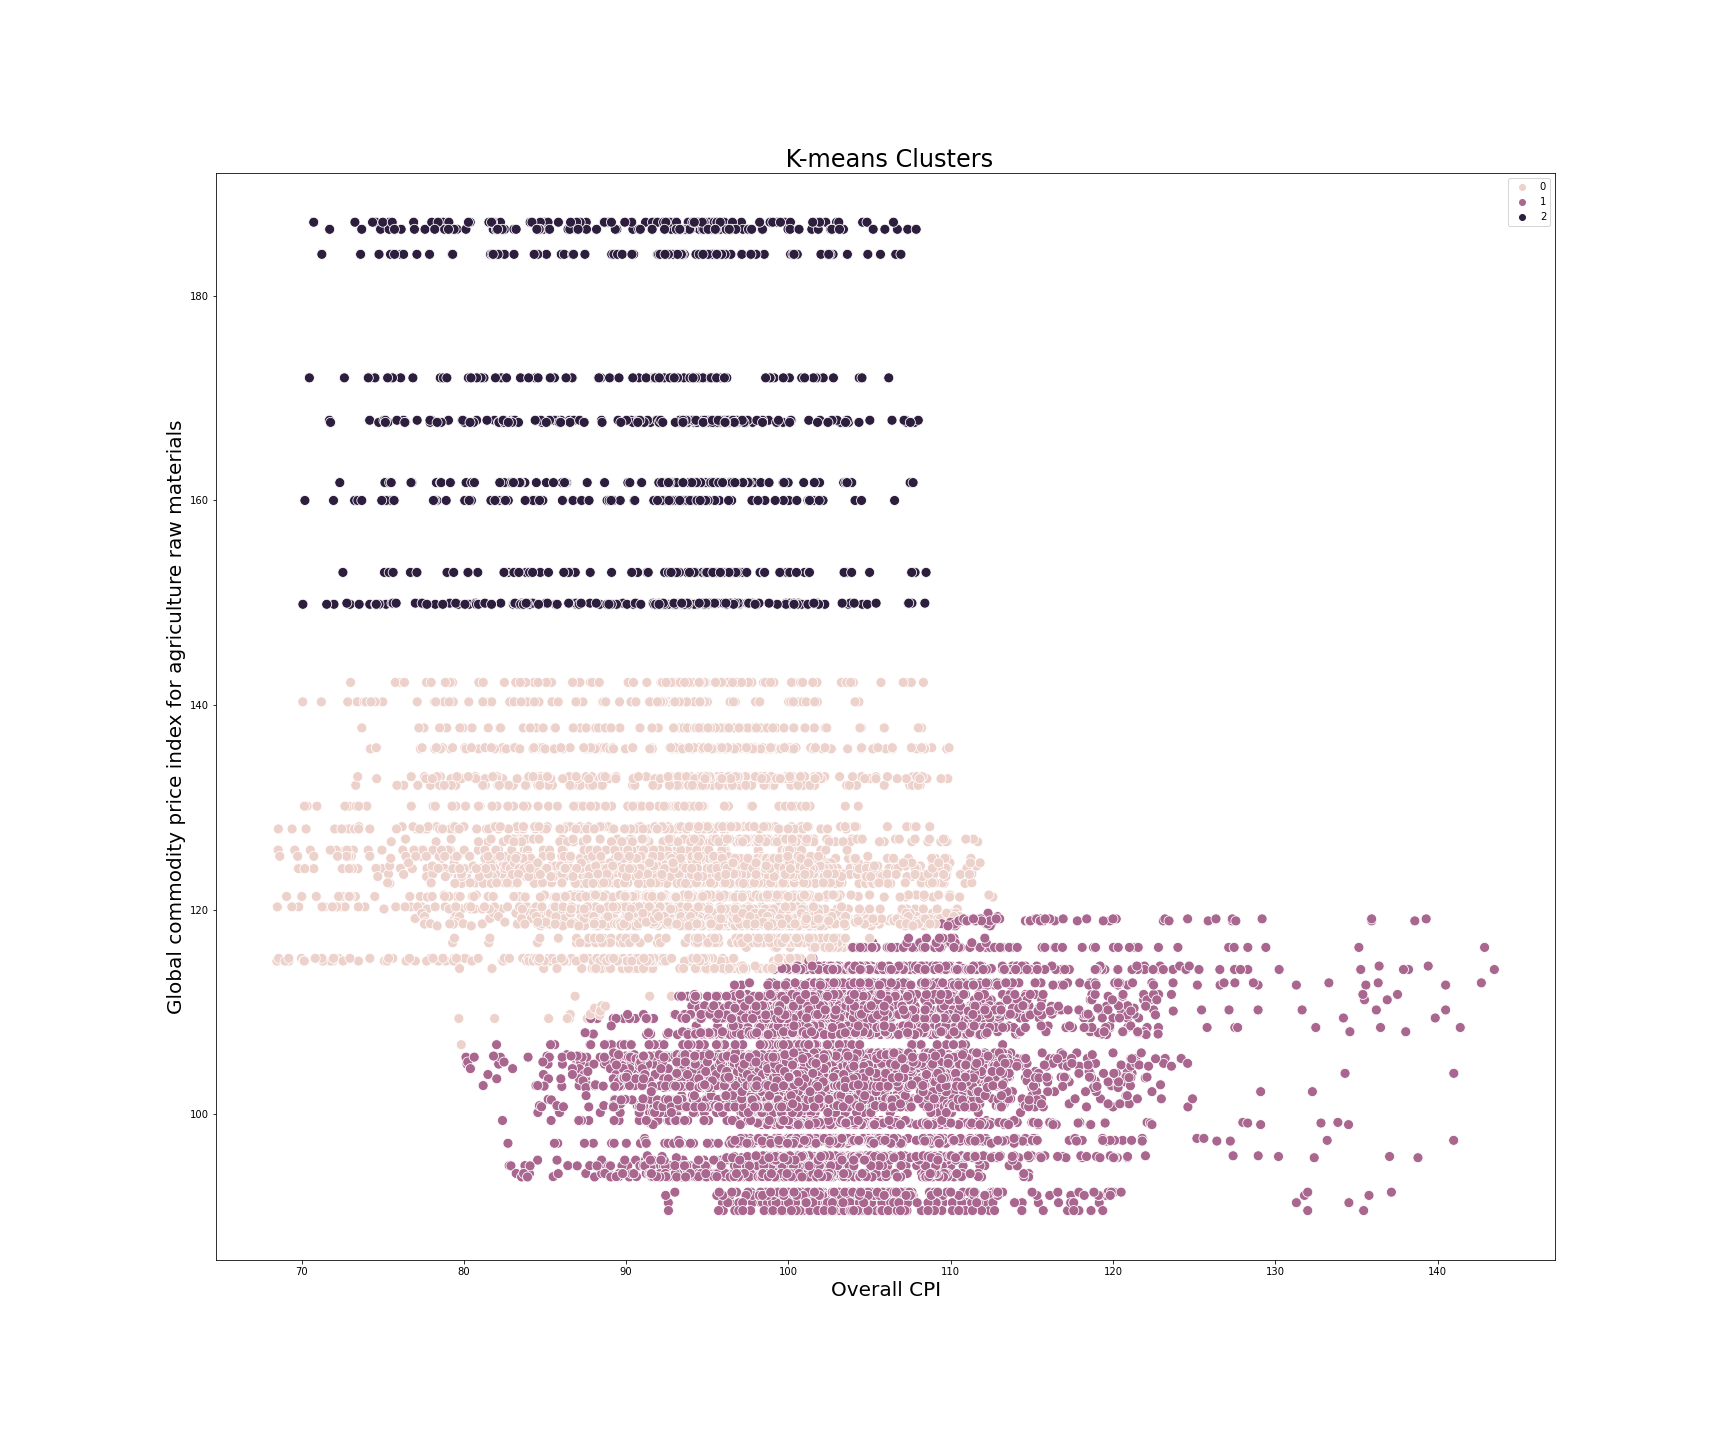 K-means Clusters
0
1
2
Global commodity price index for agriculture raw materials
180
160
140
120
100
70 80 90 100 110 120 130 140
Overall CPI